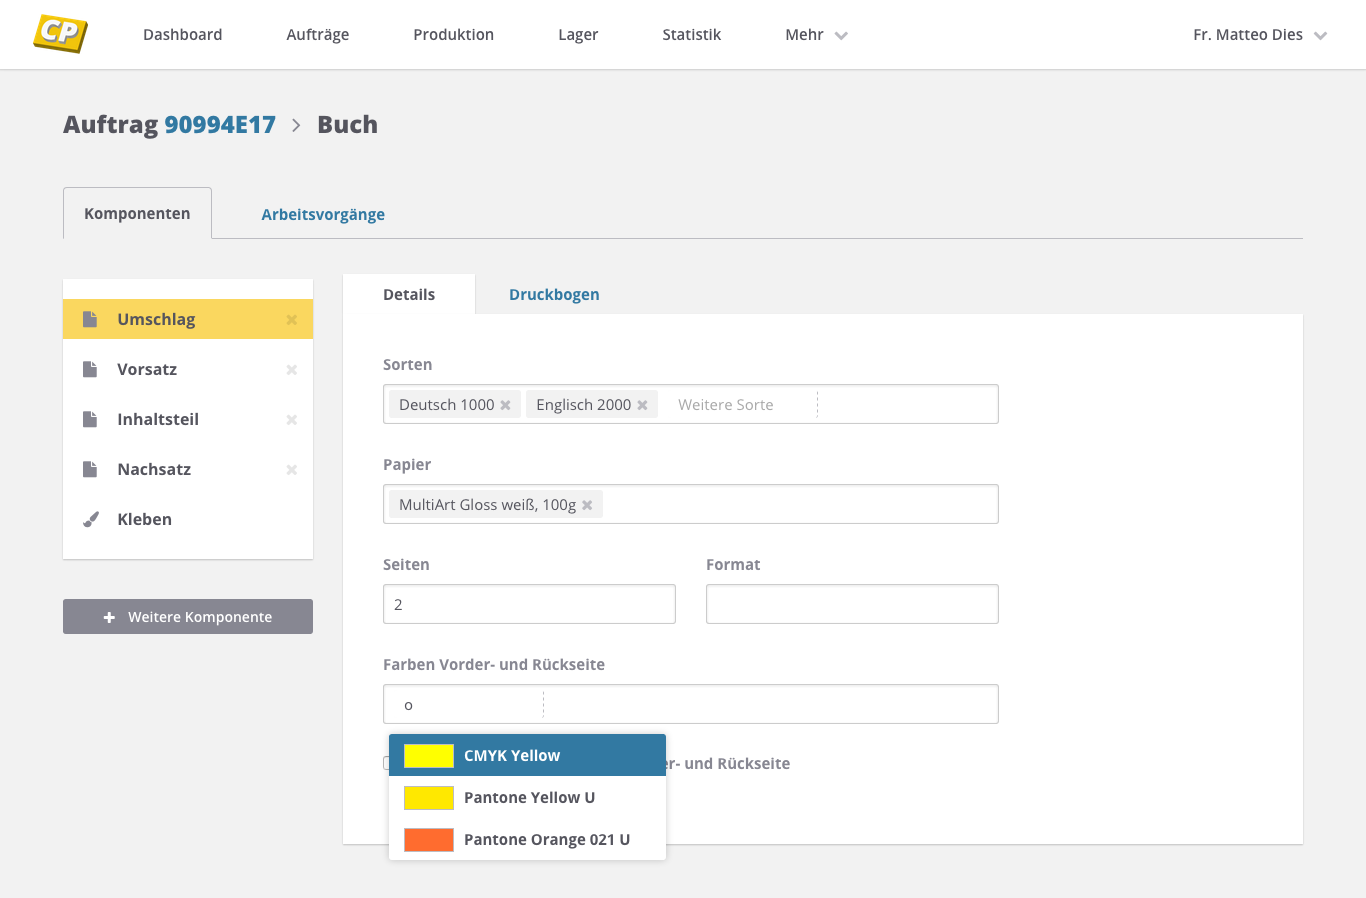 CP
Dashboard Aufträge Produktion Lager Statistik Mehr Fr. Matteo Dies
Auftrag 90994E17 > Buch
Komponenten Arbeitsvorgänge
Details Druckbogen
Umschlag
Vorsatz
Inhaltsteil
Nachsatz
Kleben
Weitere Komponente
Sorten
Deutsch 1000 Englisch 2000 Weitere Sorte
Papier
MultiArt Gloss weiß, 100g
Seiten Format
2
Farben Vorder- und Rückseite
o
CMYK Yellow
Pantone Yellow U
Pantone Orange 021 U
und Rückseite